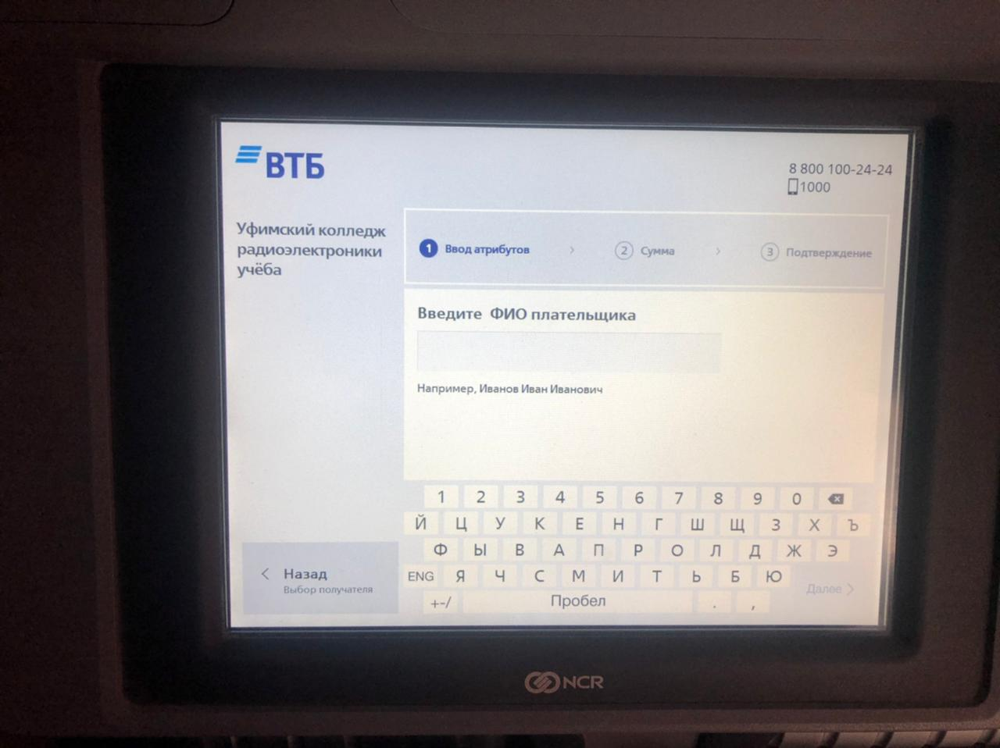 ВТБ
8 800 100-24-24
1000
Уфимский колледж
радиоэлектроники
учёба
1 Ввод атрибутов > 2 Сумма > 3 Подтверждение
Введите ФИО плательщика
Например, Иванов Иван Иванович
1 2 3 4 5 6 7 8 9 0
Й Ц У К Е Н Г Ш Щ З Х Ъ
Ф Ы В А П Р О Л Д Ж Э
ENG Я Ч С М И Т Ь Б Ю
+-/ Пробел . ,
< Назад
Выбор получателя
Далее >
NCR